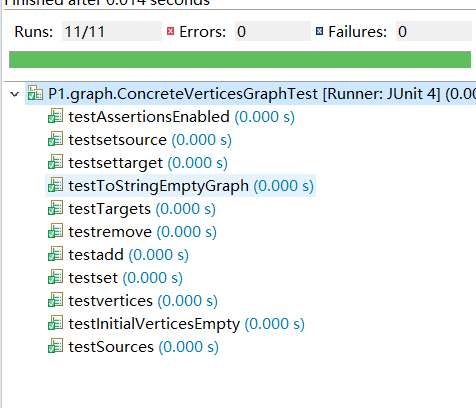 Finished after 0.014 seconds
Runs: 11/11 Errors: 0 Failures: 0
P1.graph.ConcreteVerticesGraphTest [Runner: JUnit 4] (0.00
testAssertionsEnabled (0.000 s)
testsetsource (0.000 s)
testsettarget (0.000 s)
testToStringEmptyGraph (0.000 s)
testTargets (0.000 s)
testremove (0.000 s)
testadd (0.000 s)
testset (0.000 s)
testvertices (0.000 s)
testInitialVerticesEmpty (0.000 s)
testSources (0.000 s)